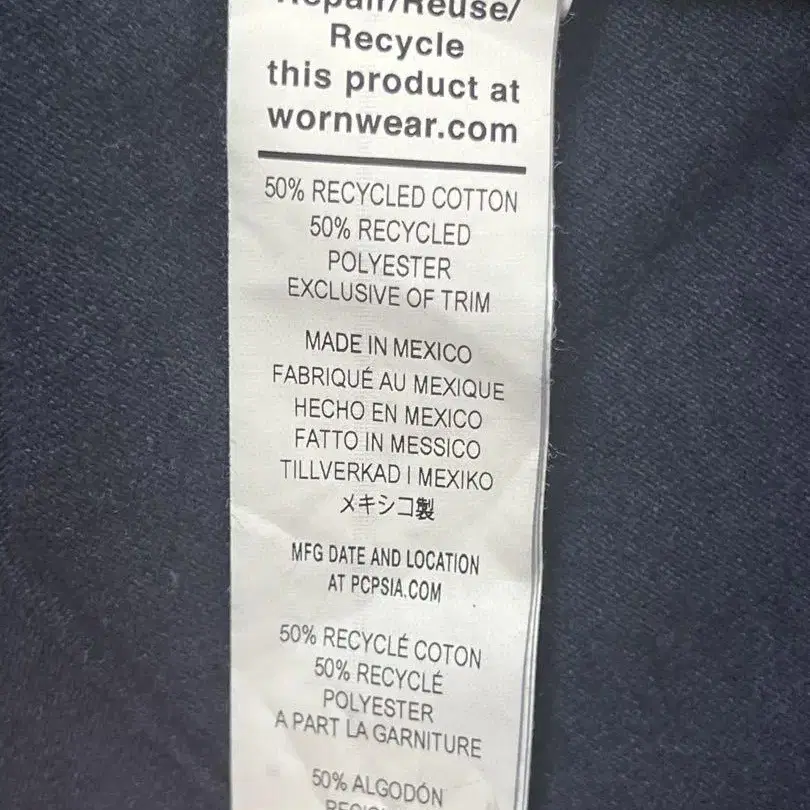 Repair/Reuse/
Recycle
this product at
wornwear.com
50% RECYCLED COTTON
50% RECYCLED
POLYESTER
EXCLUSIVE OF TRIM
MADE IN MEXICO
FABRIQUÉ AU MEXIQUE
HECHO EN MEXICO
FATTO IN MESSICO
TILLVERKAD I MEXIKO
メキシコ製
MFG DATE AND LOCATION
AT PCPSIA.COM
50% RECYCLÉ COTON
50% RECYCLÉ
POLYESTER
A PART LA GARNITURE
50% ALGODÓN